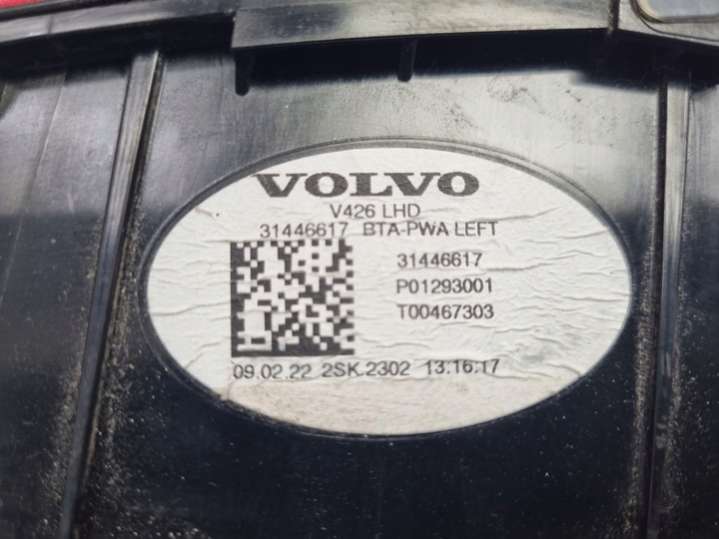 VOLVO
V426 LHD
31446617 BTA-PWA LEFT
31446617
P01293001
T00467303
09.02.22 2SK.2302 13:16:17